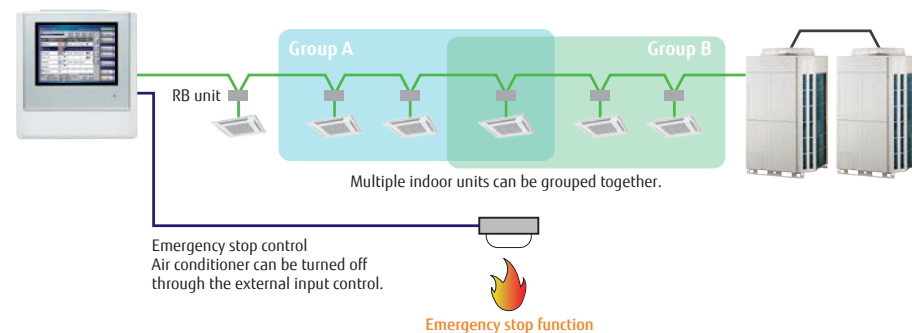 Group A
Group B
RB unit
Multiple indoor units can be grouped together.
Emergency stop control
Air conditioner can be turned off
through the external input control.
Emergency stop function